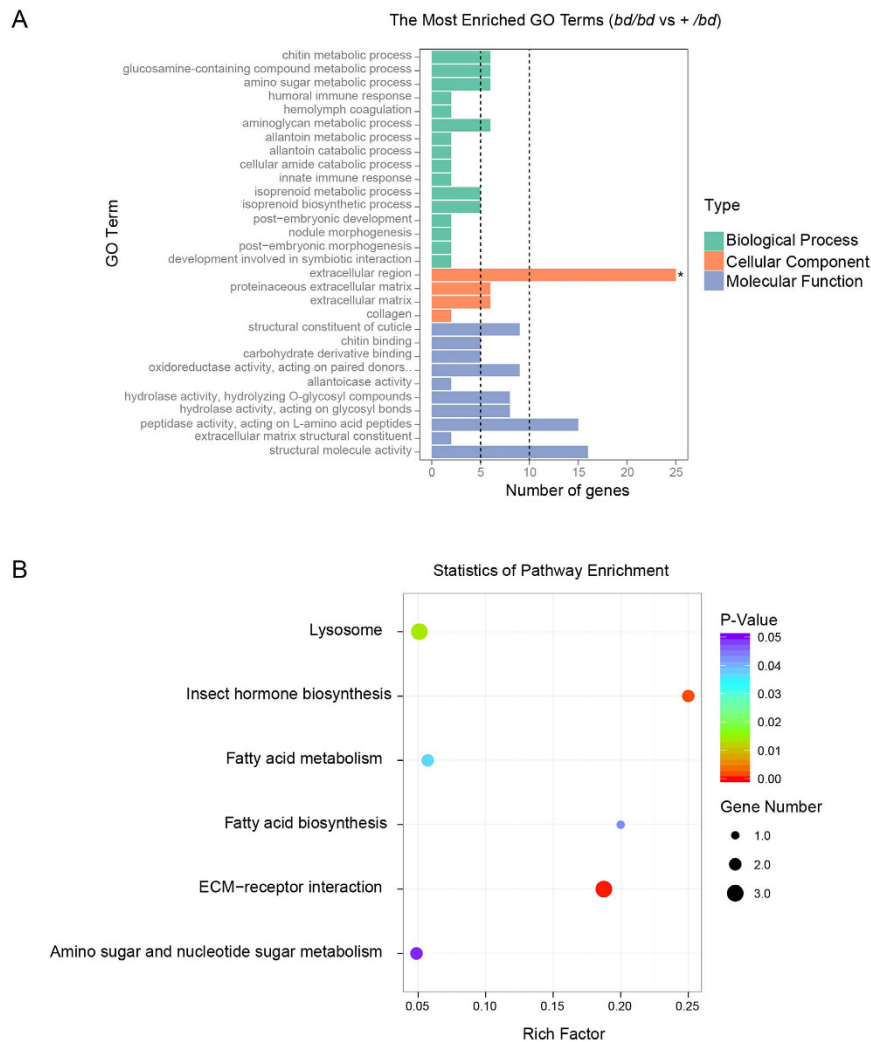 A
The Most Enriched GO Terms (bd/bd vs + /bd)
GO Term
chitin metabolic process
glucosamine-containing compound metabolic process
amino sugar metabolic process
humoral immune response
hemolymph coagulation
aminoglycan metabolic process
allantoin metabolic process
allantoin catabolic process
cellular amide catabolic process
innate immune response
isoprenoid metabolic process
isoprenoid biosynthetic process
post−embryonic development
nodule morphogenesis
post−embryonic morphogenesis
development involved in symbiotic interaction
extracellular region
proteinaceous extracellular matrix
extracellular matrix
collagen
structural constituent of cuticle
chitin binding
carbohydrate derivative binding
oxidoreductase activity, acting on paired donors..
allantoicase activity
hydrolase activity, hydrolyzing O-glycosyl compounds
hydrolase activity, acting on glycosyl bonds
peptidase activity, acting on L-amino acid peptides
extracellular matrix structural constituent
structural molecule activity
*
0 5 10 15 20 25
Number of genes
Type
Biological Process
Cellular Component
Molecular Function
B
Statistics of Pathway Enrichment
Lysosome
Insect hormone biosynthesis
Fatty acid metabolism
Fatty acid biosynthesis
ECM−receptor interaction
Amino sugar and nucleotide sugar metabolism
0.05 0.10 0.15 0.20 0.25
Rich Factor
P-Value
0.05
0.04
0.03
0.02
0.01
0.00
Gene Number
1.0
2.0
3.0